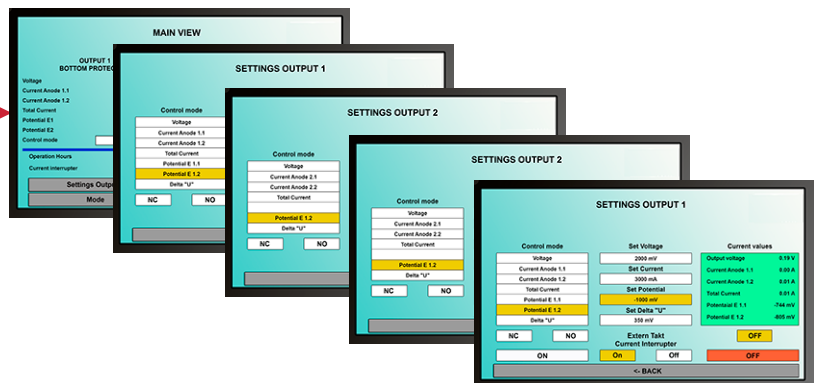 MAIN VIEW
OUTPUT 1
BOTTOM PROTEC
Voltage
Current Anode 1.1
Current Anode 1.2
Total Current
Potential E1
Potential E2
Control mode
Operation Hours
Current Interrupter
Settings Outpu
Mode
SETTINGS OUTPUT 1
Control mode
Voltage
Current Anode 1.1
Current Anode 1.2
Total Current
Potential E 1.1
Potential E 1.2
Delta "U"
NC NO
SETTINGS OUTPUT 2
Control mode
Voltage
Current Anode 2.1
Current Anode 2.2
Total Current
Potential E 1.2
Delta "U"
NC NO
SETTINGS OUTPUT 2
Control mode
Voltage
Current Anode 2.1
Current Anode 2.2
Total Current
Potential E 1.2
Delta "U"
NC NO
SETTINGS OUTPUT 1
Control mode Set Voltage Current values
Voltage 2000 mV Output voltage 0.19 V
Current Anode 1.1 Set Current Current Anode 1.1 0.00 A
Current Anode 1.2 3000 mA Current Anode 1.2 0.01 A
Total Current Set Potential Total Current 0.01 A
Potential E 1.1 -1000 mV Potential E 1.1 -744 mV
Potential E 1.2 Set Delta "U" Potential E 1.2 -805 mV
Delta "U" 350 mV
NC NO Extern Takt OFF
Current Interrupter
ON On Off OFF
<- BACK